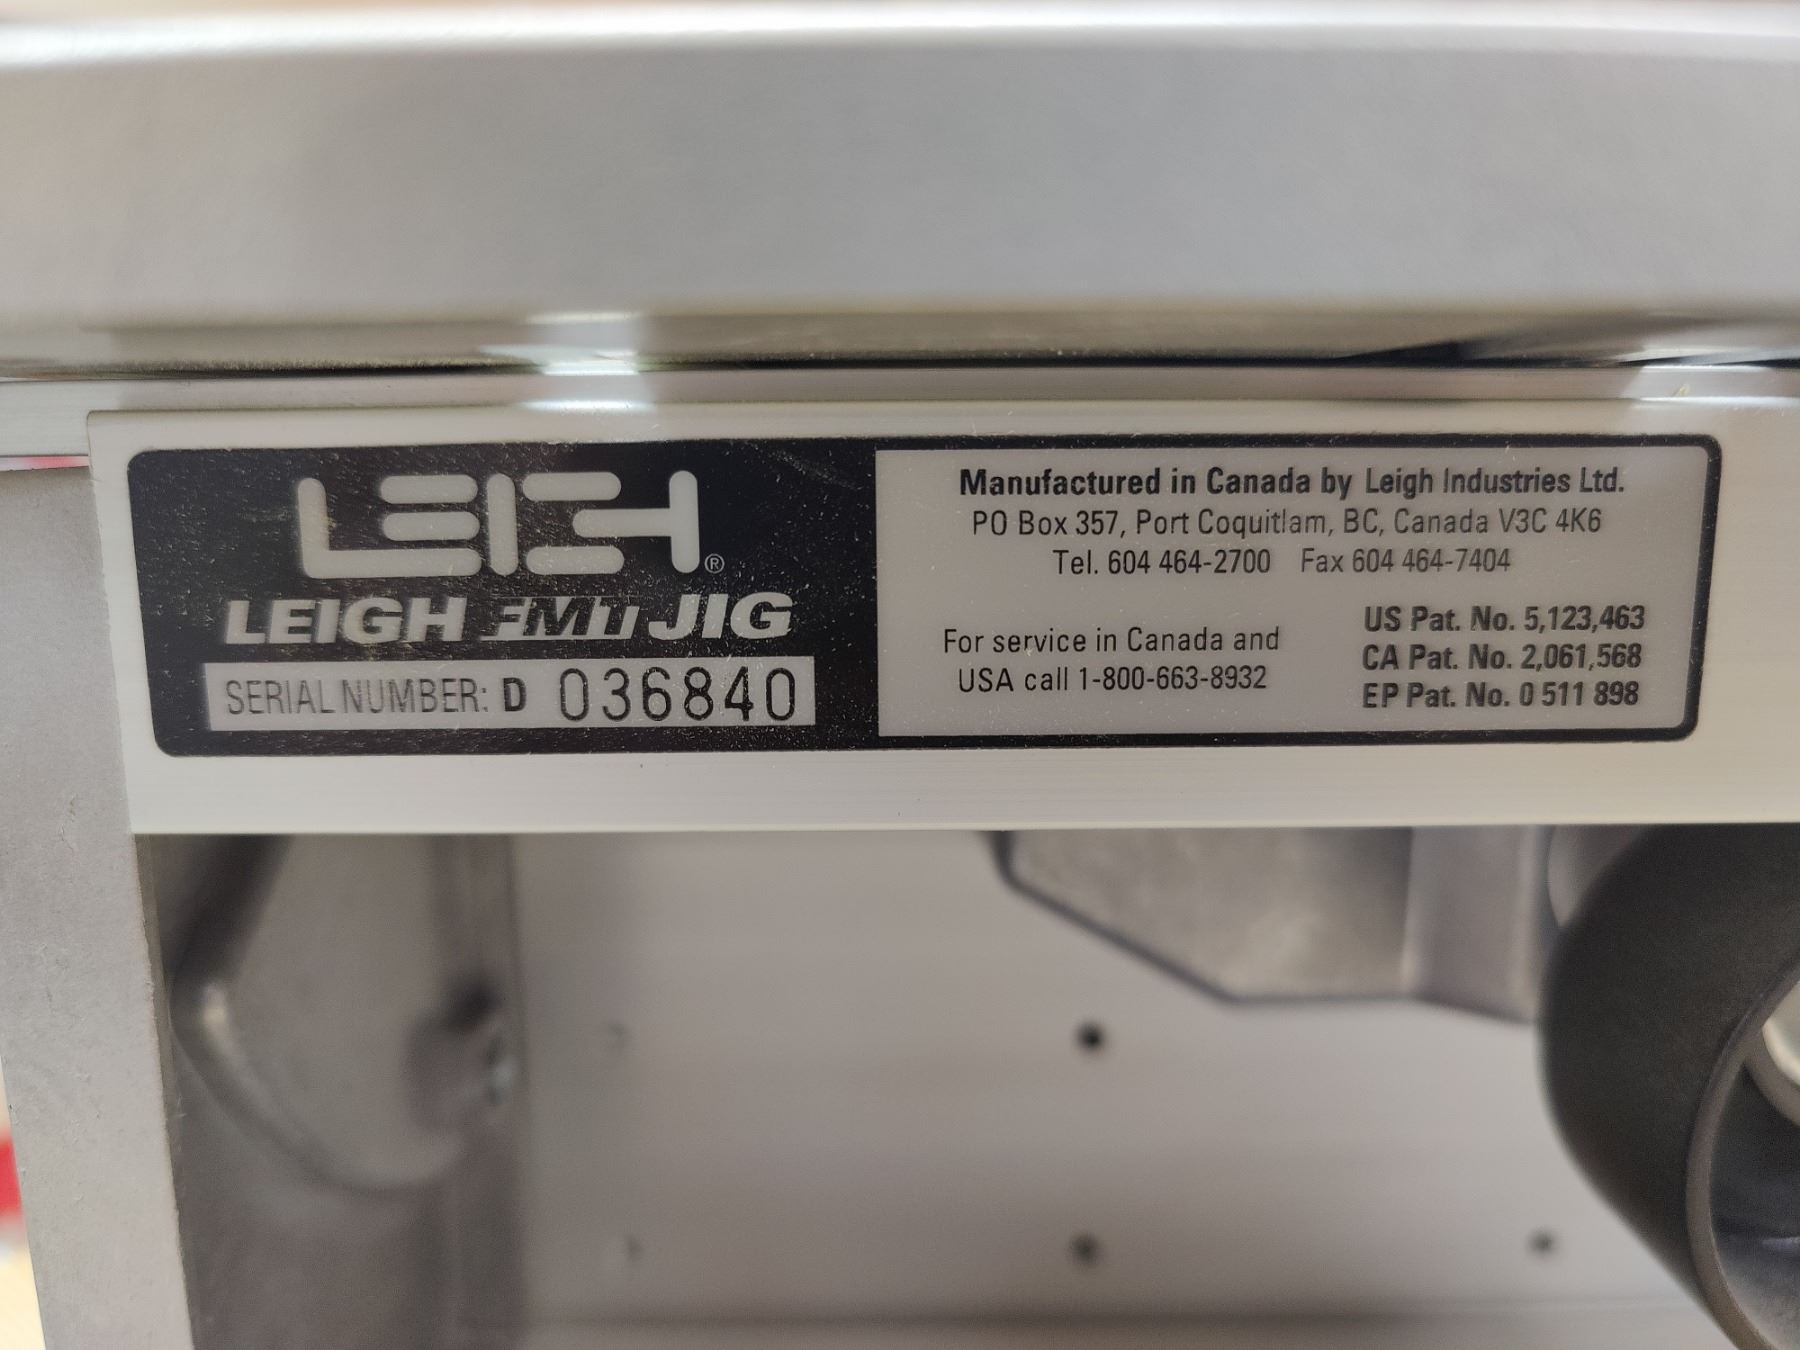 LEIGH®
LEIGH FMT JIG
SERIAL NUMBER: D 036840
Manufactured in Canada by Leigh Industries Ltd.
PO Box 357, Port Coquitlam, BC, Canada V3C 4K6
Tel. 604 464-2700 Fax 604 464-7404
For service in Canada and
USA call 1-800-663-8932
US Pat. No. 5,123,463
CA Pat. No. 2,061,568
EP Pat. No. 0 511 898